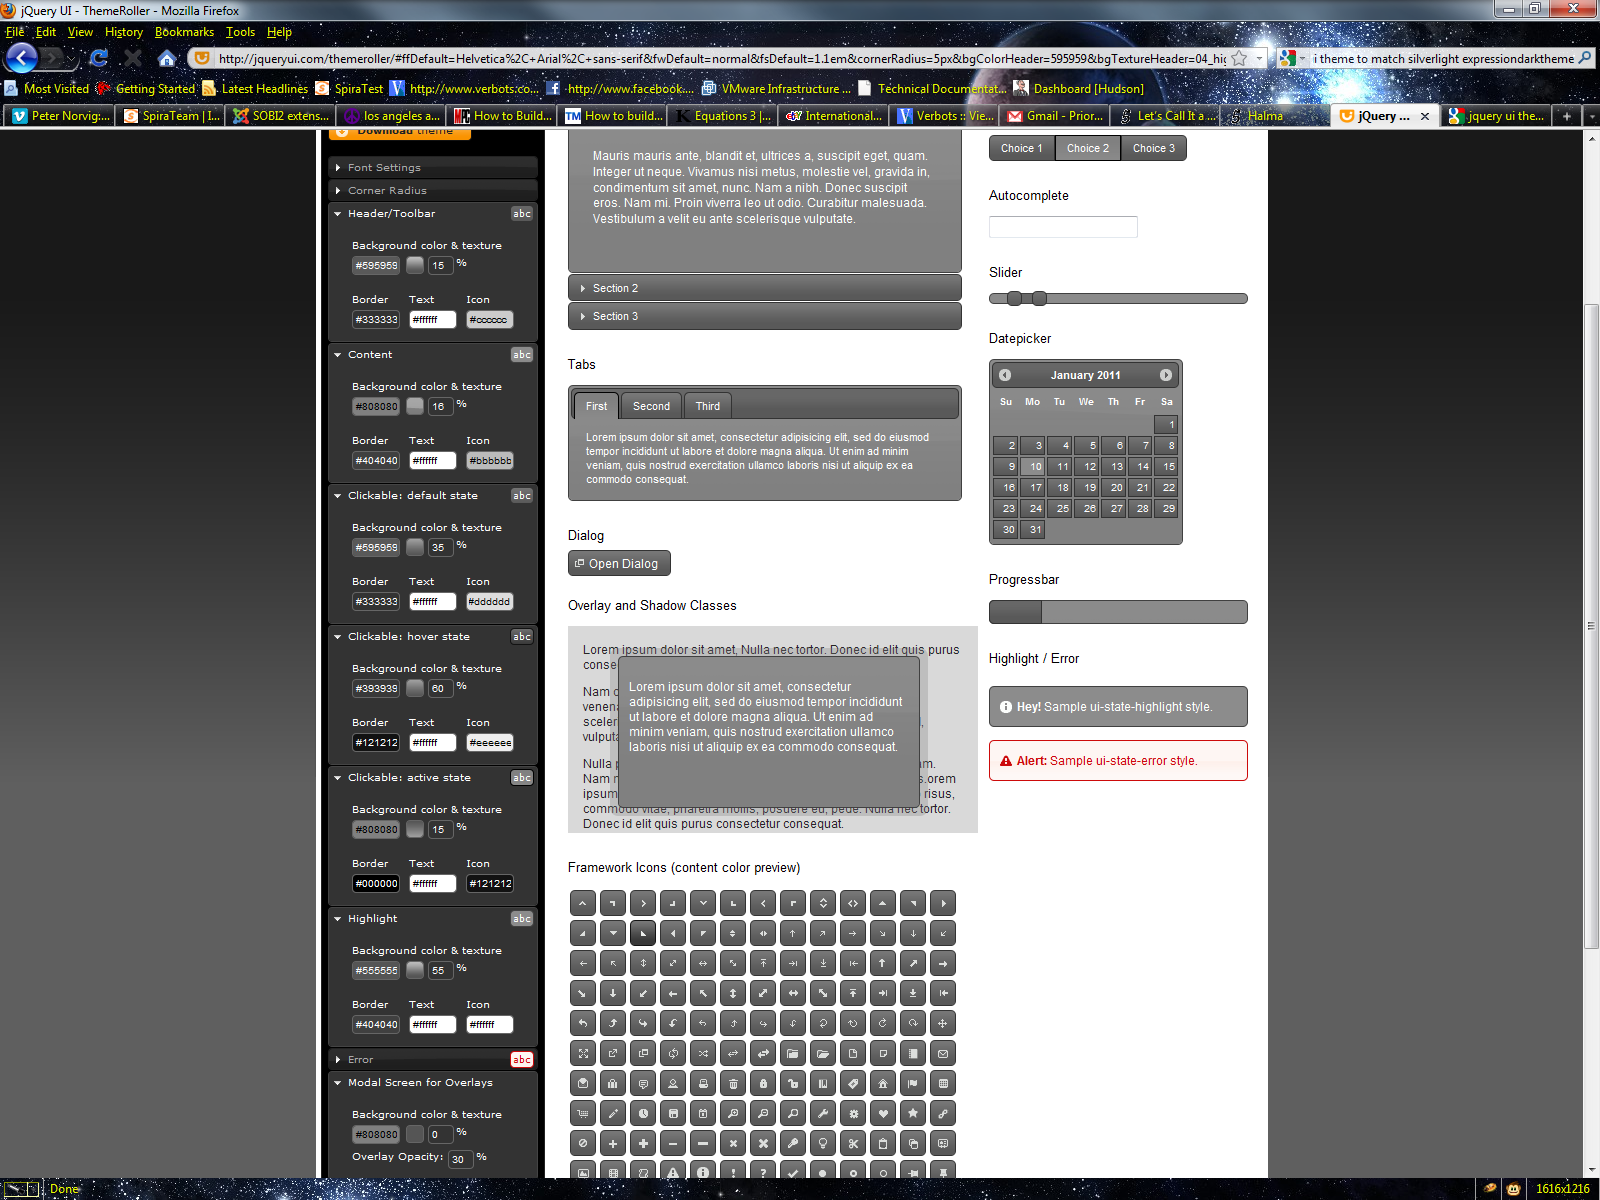 jQuery UI - ThemeRoller - Mozilla Firefox
File Edit View History Bookmarks Tools Help
http://jqueryui.com/themeroller/#ffDefault=Helvetica%2C+Arial%2C+sans-serif&fwDefault=normal&fsDefault=1.1em&cornerRadius=5px&bgColorHeader=595959&bgTextureHeader=04_hig
i theme to match silverlight expressiondarktheme
Most Visited Getting Started Latest Headlines SpiraTest http://www.verbots.co... http://www.facebook.... VMware Infrastructure ... Technical Documentat... Dashboard [Hudson]
Peter Norvig:... SpiraTeam | I... SOBI2 extens... los angeles a... How to Build... How to build... Equations 3 |... International... Verbots :: Vie... Gmail - Prior... Let's Call It a ... Halma jQuery ... jquery ui the...
Download theme
Font Settings
Corner Radius
Header/Toolbar abc
Background color & texture
#595959 15 %
Border Text Icon
#333333 #ffffff #cccccc
Content abc
Background color & texture
#808080 16 %
Border Text Icon
#404040 #ffffff #bbbbbb
Clickable: default state abc
Background color & texture
#595959 35 %
Border Text Icon
#333333 #ffffff #dddddd
Clickable: hover state abc
Background color & texture
#393939 60 %
Border Text Icon
#121212 #ffffff #eeeeee
Clickable: active state abc
Background color & texture
#808080 15 %
Border Text Icon
#000000 #ffffff #121212
Highlight abc
Background color & texture
#555555 55 %
Border Text Icon
#404040 #ffffff #ffffff
Error abc
Modal Screen for Overlays
Background color & texture
#808080 0 %
Overlay Opacity: 30 %
Mauris mauris ante, blandit et, ultrices a, suscipit eget, quam.
Integer ut neque. Vivamus nisi metus, molestie vel, gravida in,
condimentum sit amet, nunc. Nam a nibh. Donec suscipit
eros. Nam mi. Proin viverra leo ut odio. Curabitur malesuada.
Vestibulum a velit eu ante scelerisque vulputate.
Section 2
Section 3
Tabs
First Second Third
Lorem ipsum dolor sit amet, consectetur adipisicing elit, sed do eiusmod
tempor incididunt ut labore et dolore magna aliqua. Ut enim ad minim
veniam, quis nostrud exercitation ullamco laboris nisi ut aliquip ex ea
commodo consequat.
Dialog
Open Dialog
Overlay and Shadow Classes
Lorem ipsum dolor sit amet, Nulla nec tortor. Donec id elit quis purus
conse
Nam c
venena
sceler
vulputa
Nulla p am.
Nam m s.orem
ipsum risus,
commodo vitae, pharetra mollis, posuere eu, pede. Nulla nec tortor.
Donec id elit quis purus consectetur consequat.
Lorem ipsum dolor sit amet, consectetur
adipisicing elit, sed do eiusmod tempor incididunt
ut labore et dolore magna aliqua. Ut enim ad
minim veniam, quis nostrud exercitation ullamco
laboris nisi ut aliquip ex ea commodo consequat.
Framework Icons (content color preview)
Choice 1 Choice 2 Choice 3
Autocomplete
Slider
Datepicker
January 2011
Su Mo Tu We Th Fr Sa
1
2 3 4 5 6 7 8
9 10 11 12 13 14 15
16 17 18 19 20 21 22
23 24 25 26 27 28 29
30 31
Progressbar
Highlight / Error
Hey! Sample ui-state-highlight style.
Alert: Sample ui-state-error style.
Done
1616x1216